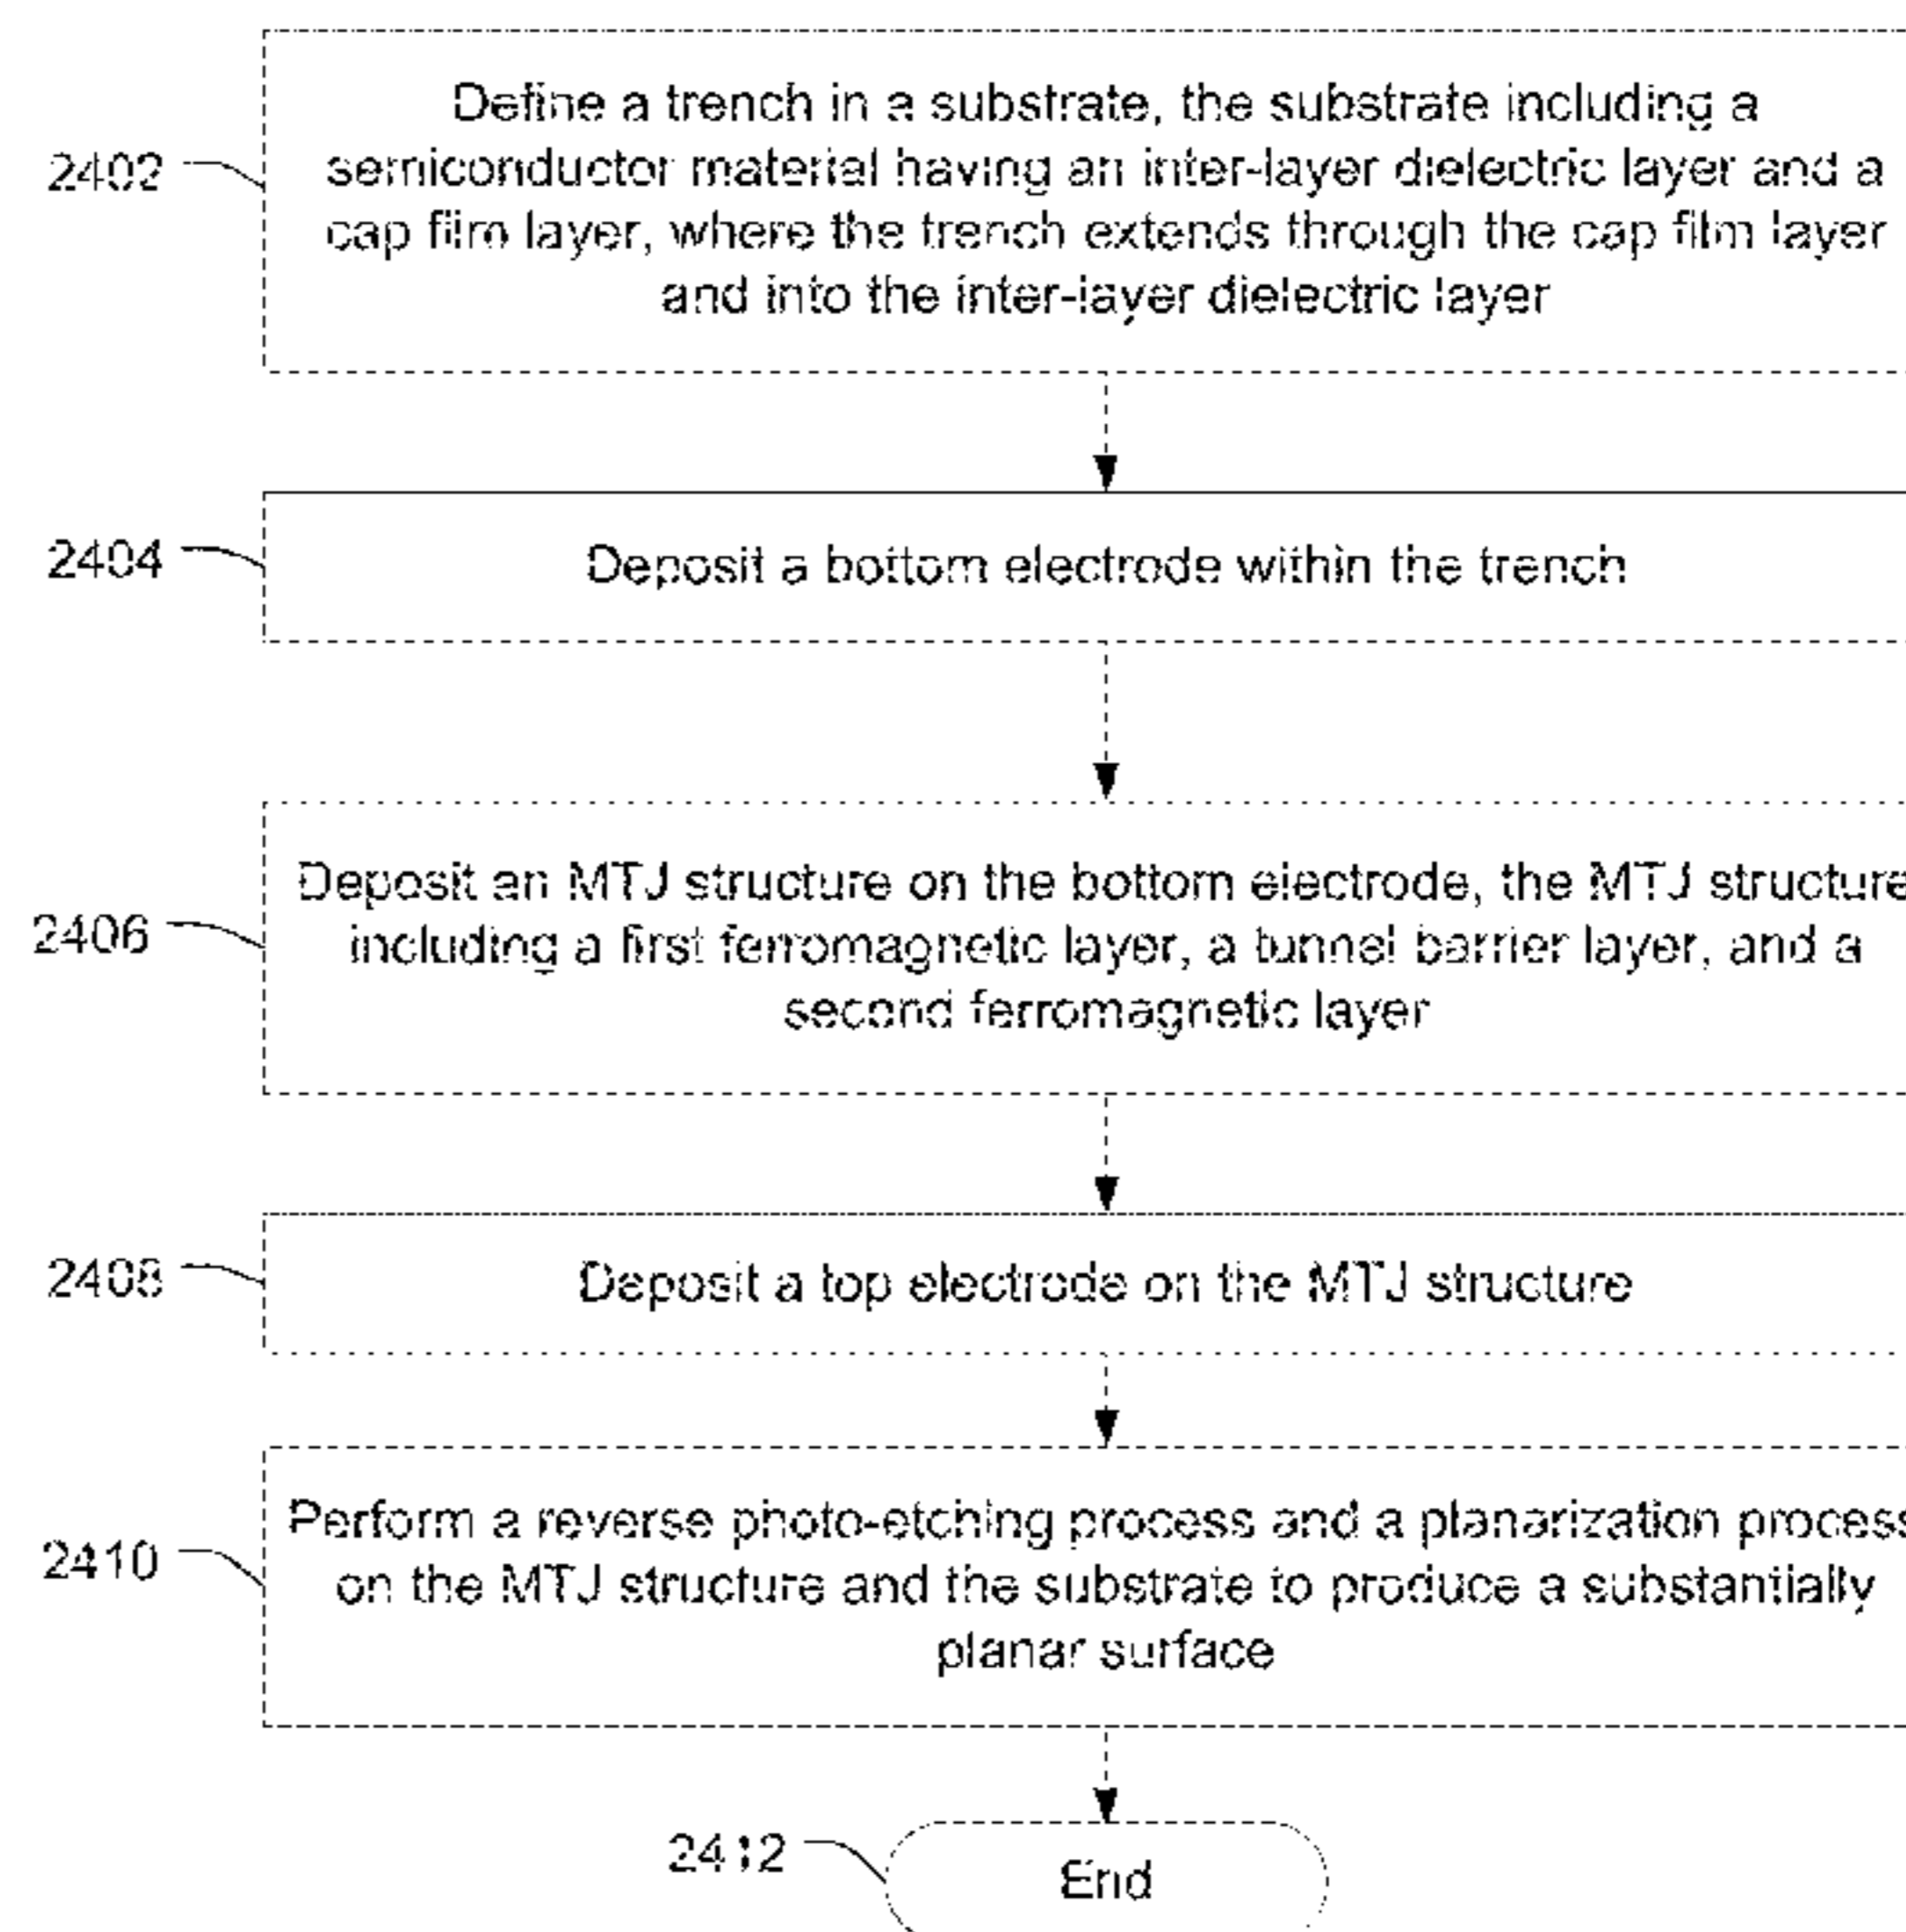 Define a trench in a substrate, the substrate including a
2402
semiconductor material having an inter-layer dielectric layer and a
cap film layer, where the trench extends through the cap film layer
and into the inter-layer dielectric layer
2404
Deposit a bottom electrode within the trench
Deposit an MTJ structure on the bottom electrode, the MTJ structure
2406
including a first ferromagnetic layer, a tunnel barrier layer, and a
second ferromagnetic layer
2408
Deposit a top electrode on the MTJ structure
Perform a reverse photo-etching process and a planarization process
2410
on the MTJ structure and the substrate to produce a substantially
planar surface
2412
End